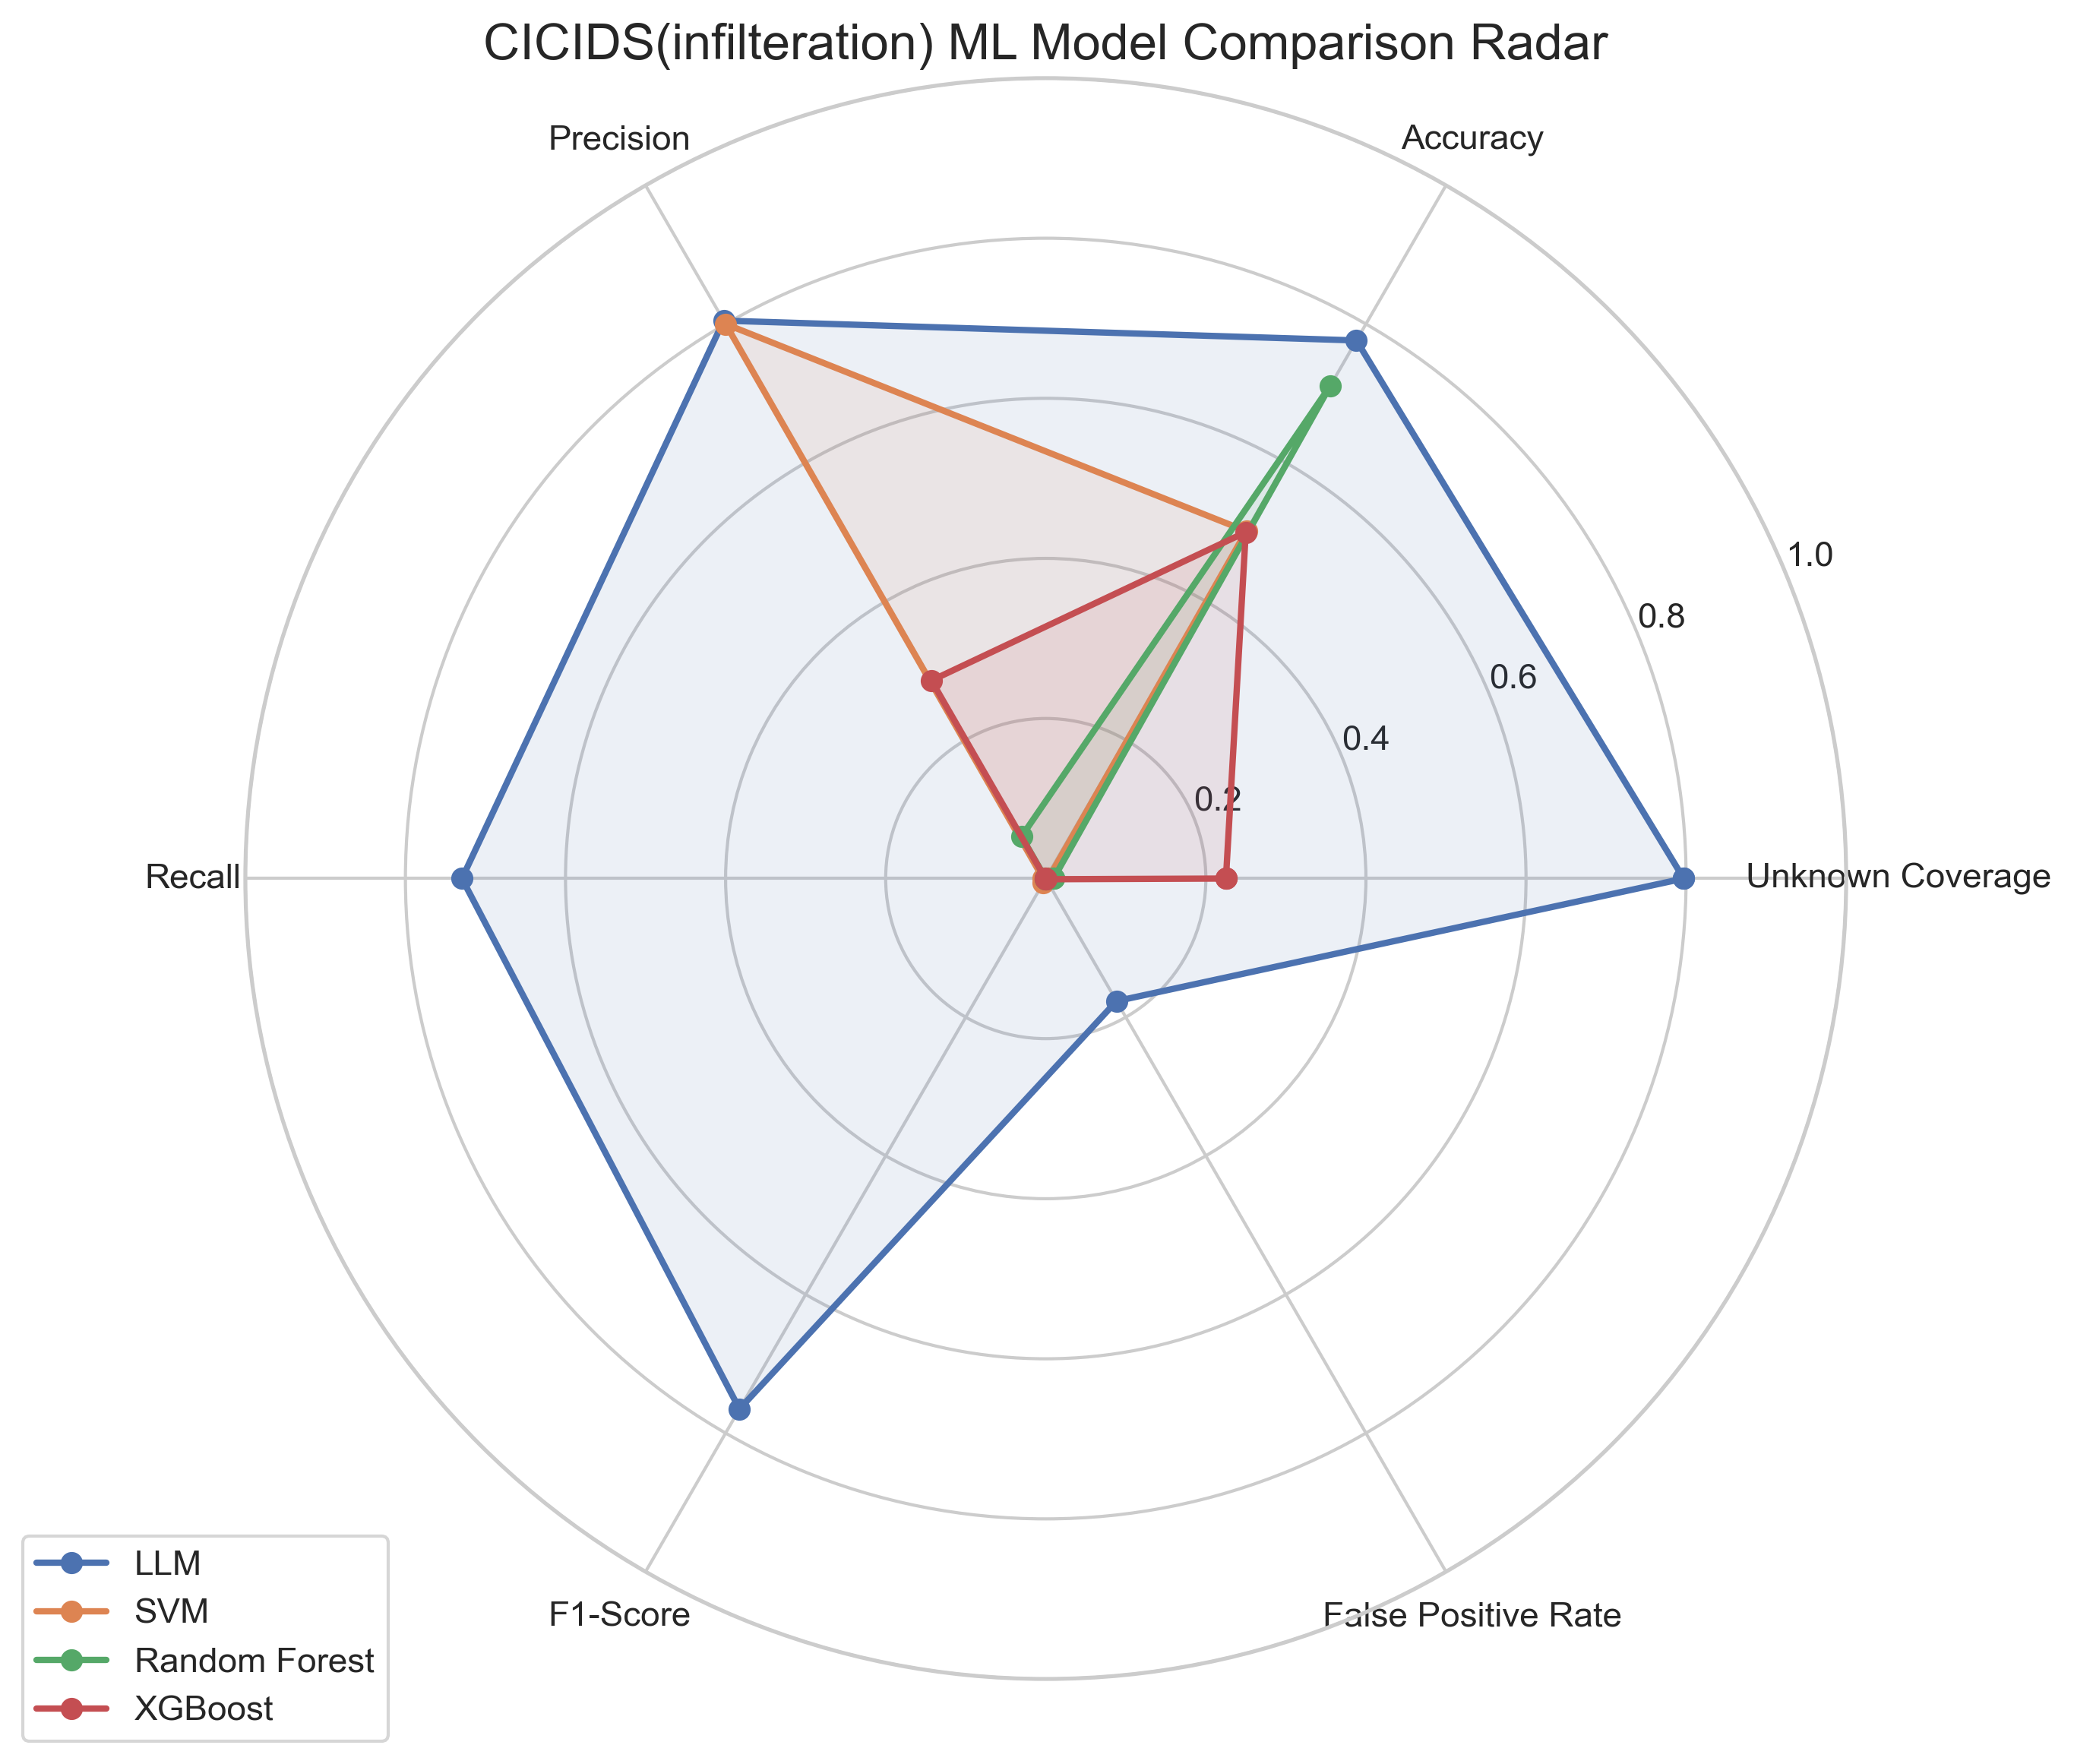 CICIDS(infilteration) ML Model Comparison Radar
Precision
Accuracy
1.0
0.8
0.6
0.4
0.2
Recall
Unknown Coverage
F1-Score
False Positive Rate
LLM
SVM
Random Forest
XGBoost